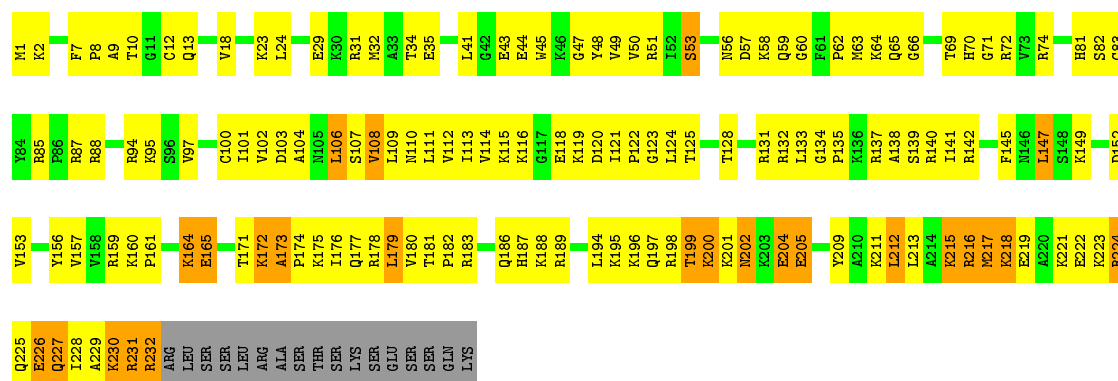 M1 K2 F7 P8 A9 T10 G11 C12 Q13 V18 K23 L24 E29 K30 R31 M32 A33 T34 E35 L41 G42 E43 E44 W45 K46 G47 Y48 V49 V50 R51 I52 S53 N56 D57 K58 Q59 G60 F61 P62 M63 K64 Q65 G66 T69 H70 G71 R72 V73 R74 H81 S82
Y84 R85 P86 R87 R88 R94 K95 S96 V97 C100 I101 V102 D103 A104 N105 L106 S107 V108 L109 N110 L111 V112 I113 V114 K115 K116 G117 E118 K119 D120 I121 P122 G123 L124 T125 T128 R131 R132 L133 G134 P135 K136 R137 A138 S139 R140 I141 R142 F145 N146 L147 S148 K149
V153 Y156 V157 V158 R159 K160 P161 K164 E165 T171 K172 A173 P174 K175 I176 Q177 R178 L179 V180 T181 P182 R183 Q186 H187 K188 R189 L194 K195 K196 Q197 R198 T199 K200 K201 N202 K203 E204 E205 Y209 A210 K211 L212 L213 A214 K215 R216 M217 K218 E219 A220 K221 E222 K223
Q225 E226 Q227 I228 A229 K230 R231 R232 ARG LEU SER SER LEU ARG ALA SER THR SER LYS SER GLU SER SER GLN LYS